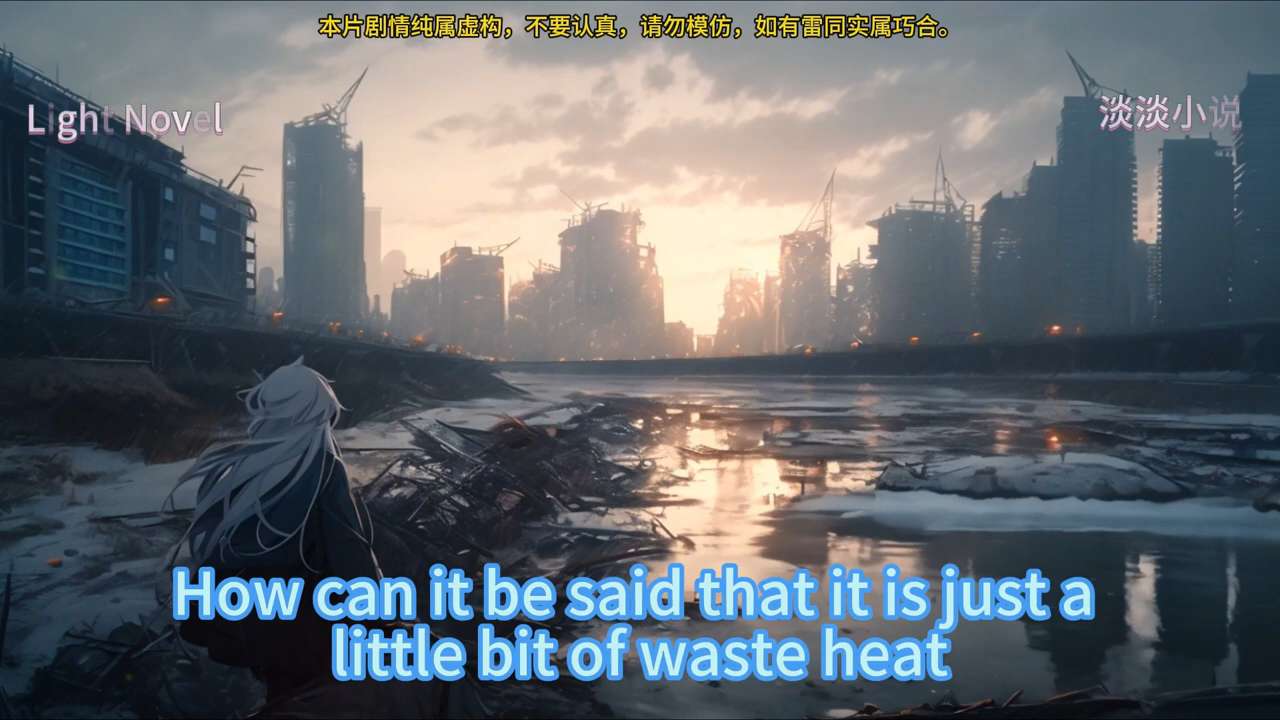 本片剧情纯属虚构，不要认真，请勿模仿，如有雷同实属巧合。
Light Novel
淡淡小说
How can it be said that it is just a
little bit of waste heat